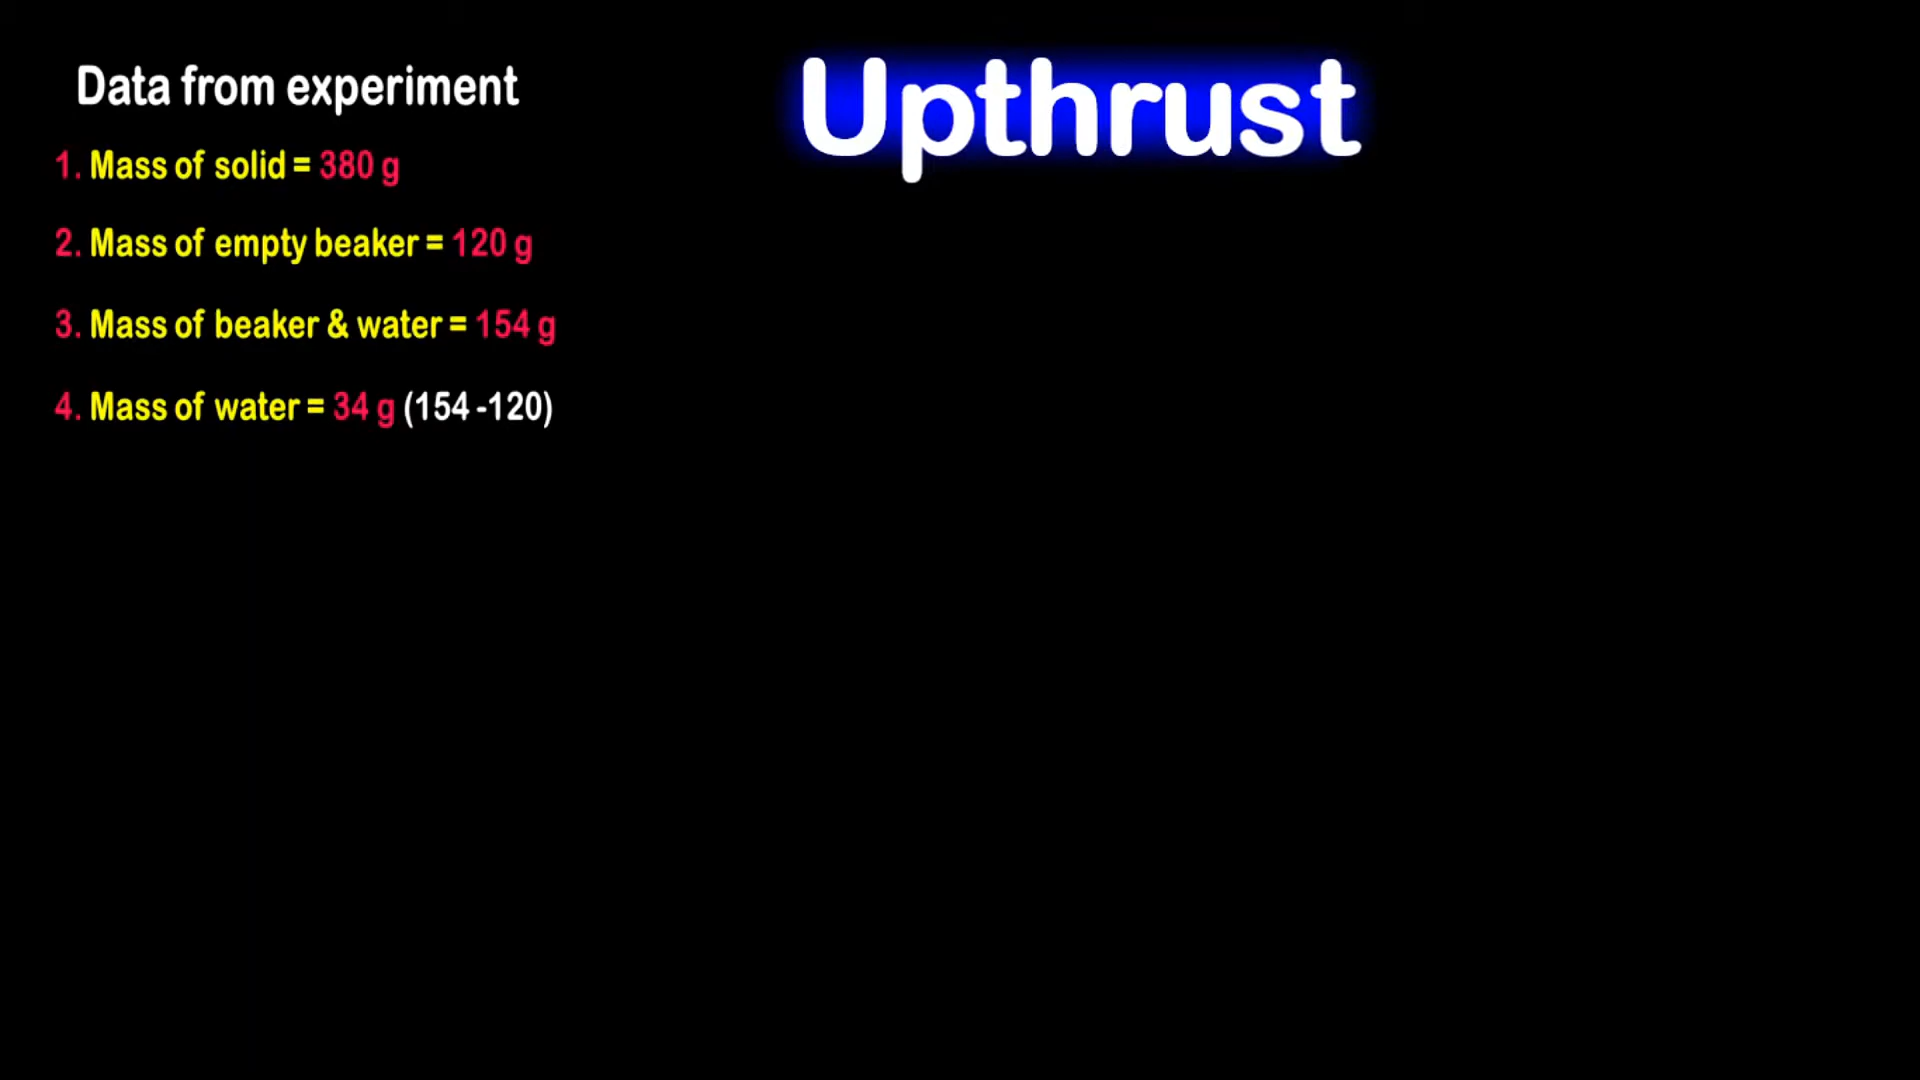 Data from experiment
1. Mass of solid = 380 g
2. Mass of empty beaker = 120 g
3. Mass of beaker & water = 154 g
4. Mass of water = 34 g (154 -120)
Upthrust